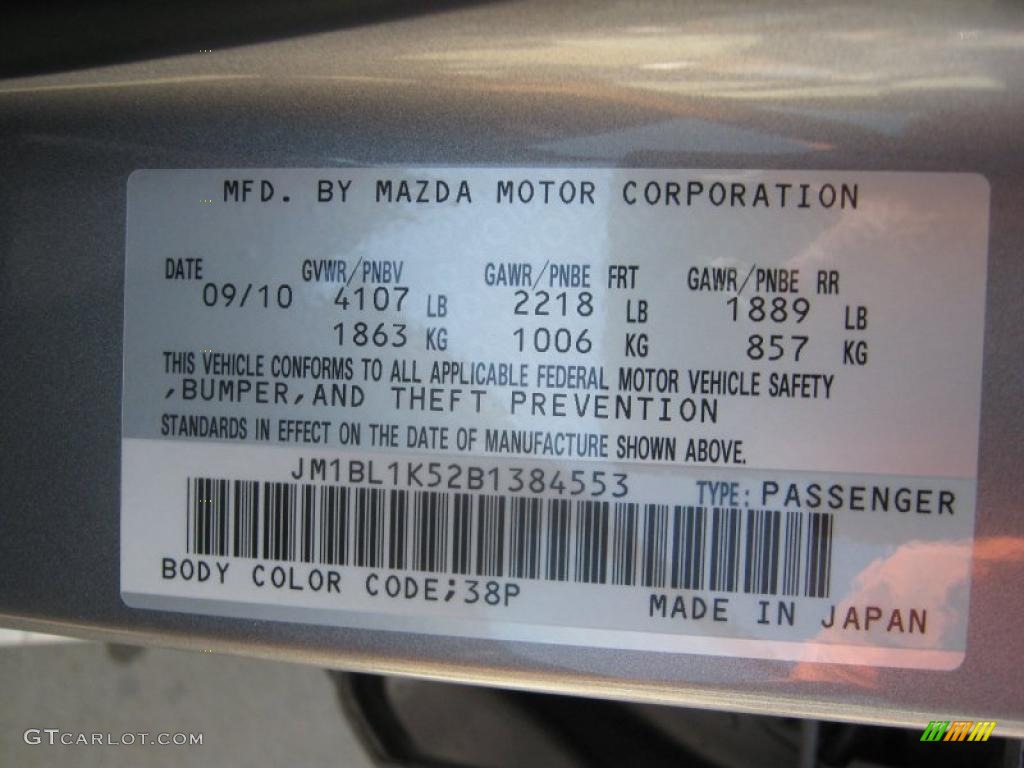 MFD. BY MAZDA MOTOR CORPORATION
DATE GVWR/PNBV GAWR/PNBE FRT GAWR/PNBE RR
09/10 4107 LB 2218 LB 1889 LB
1863 KG 1006 KG 857 KG
THIS VEHICLE CONFORMS TO ALL APPLICABLE FEDERAL MOTOR VEHICLE SAFETY
,BUMPER,AND THEFT PREVENTION
STANDARDS IN EFFECT ON THE DATE OF MANUFACTURE SHOWN ABOVE.
JM1BL1K52B1384553 TYPE: PASSENGER
BODY COLOR CODE;38P
MADE IN JAPAN
GTCARLOT.COM